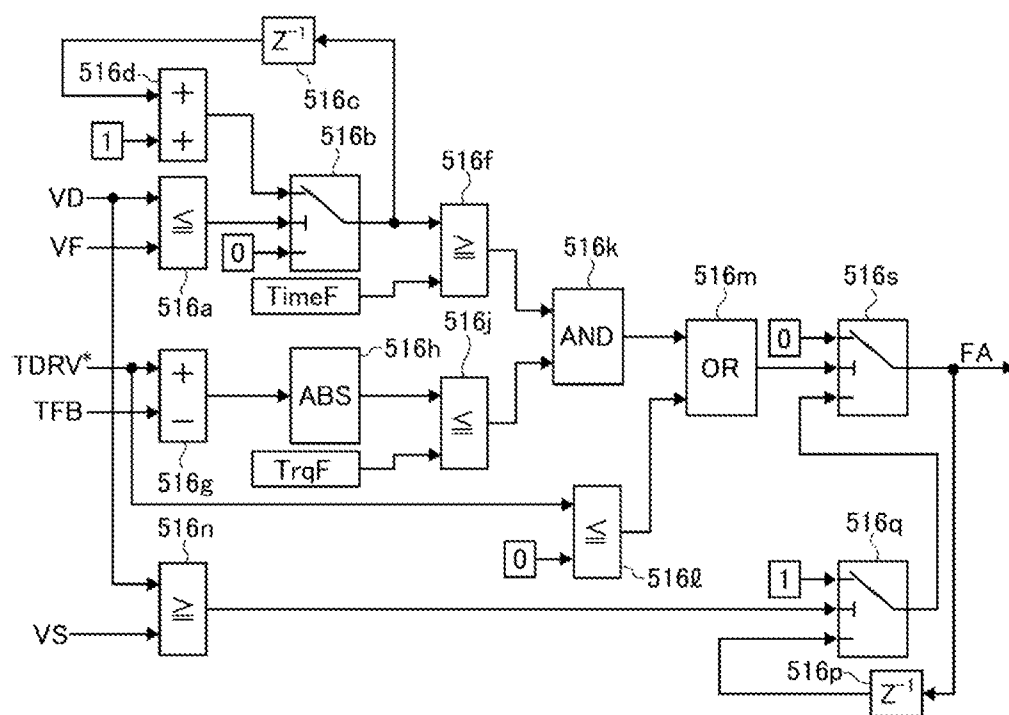 Z⁻¹
516d
516c
+
+
1
516b
516f
VD
≦
VF
0
≧
516k
516m
516s
TimeF
516a
516j
AND
0
FA
516h
OR
TDRV*
+
ABS
≦
TFB
−
TrqF
516g
516n
≦
516q
0
1
516ℓ
≧
VS
516p
Z⁻¹